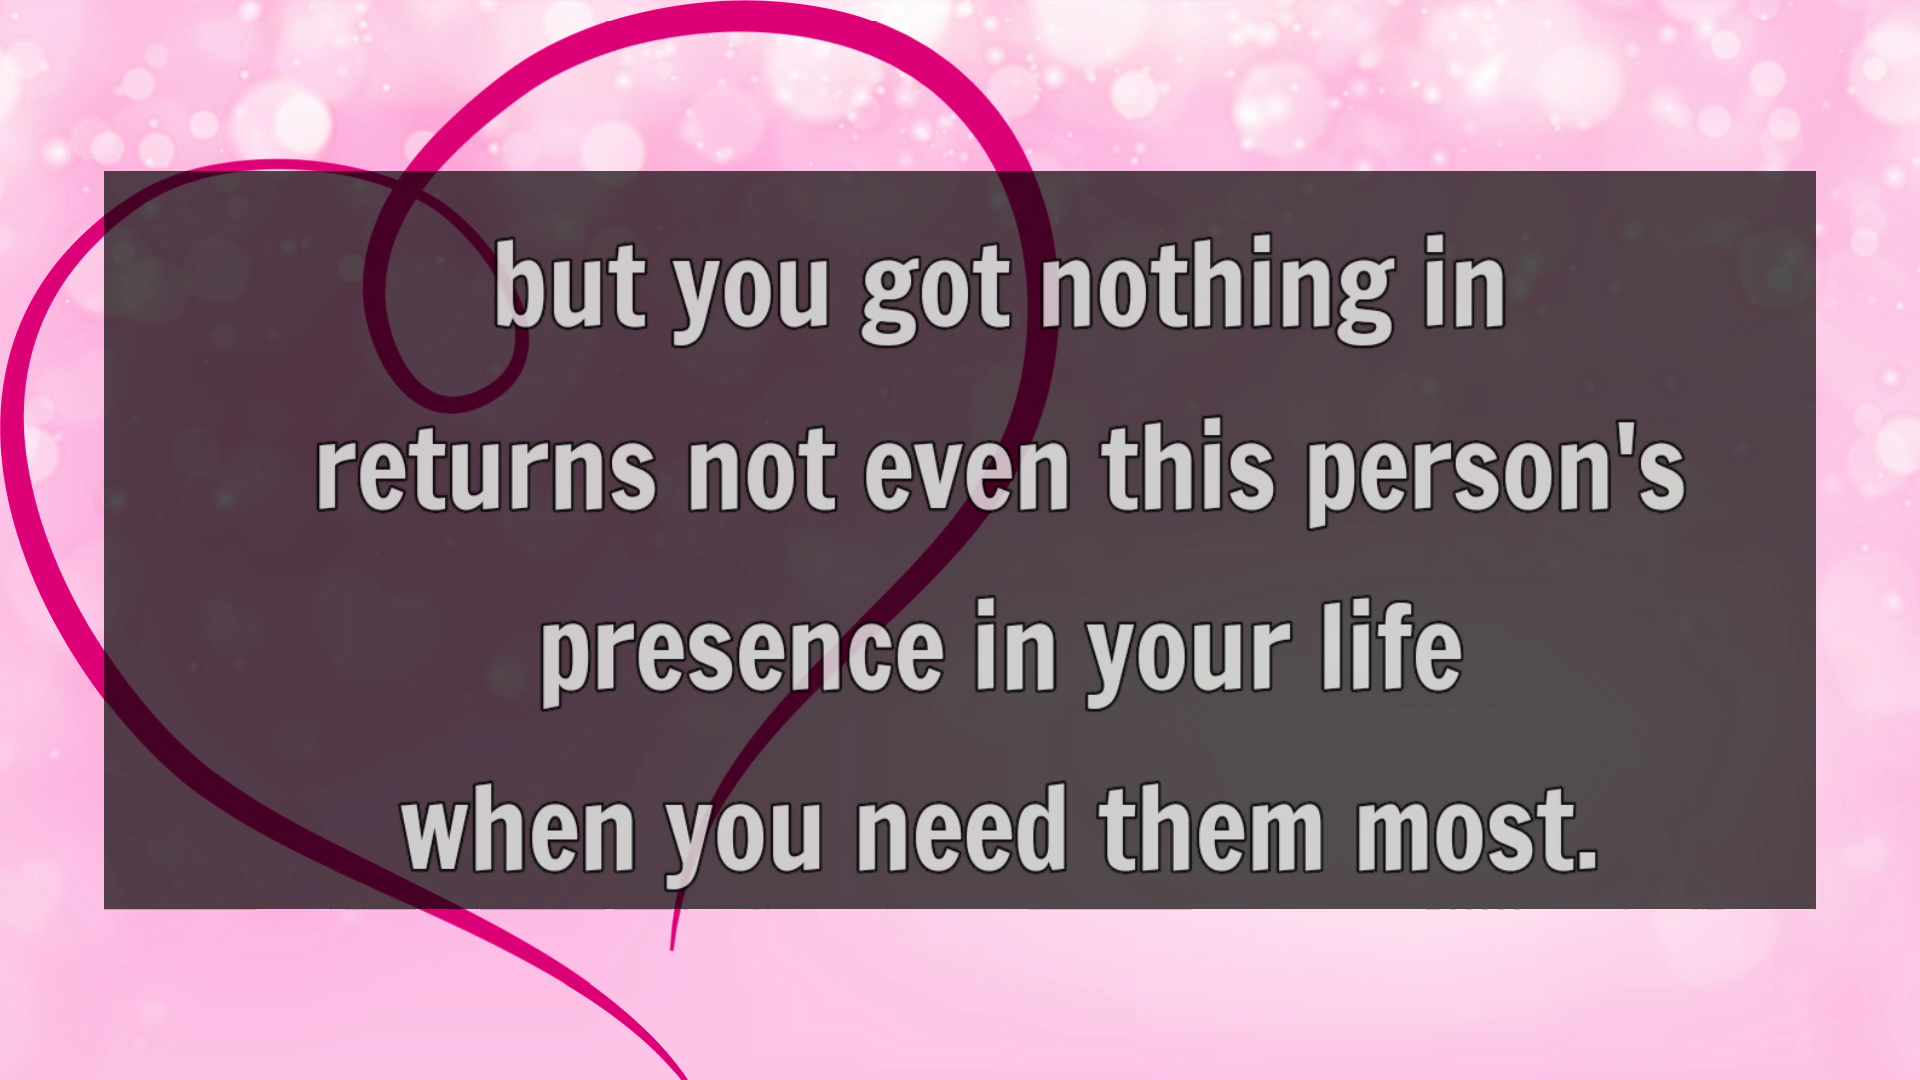 but you got nothing in
returns not even this person's
presence in your life
when you need them most.